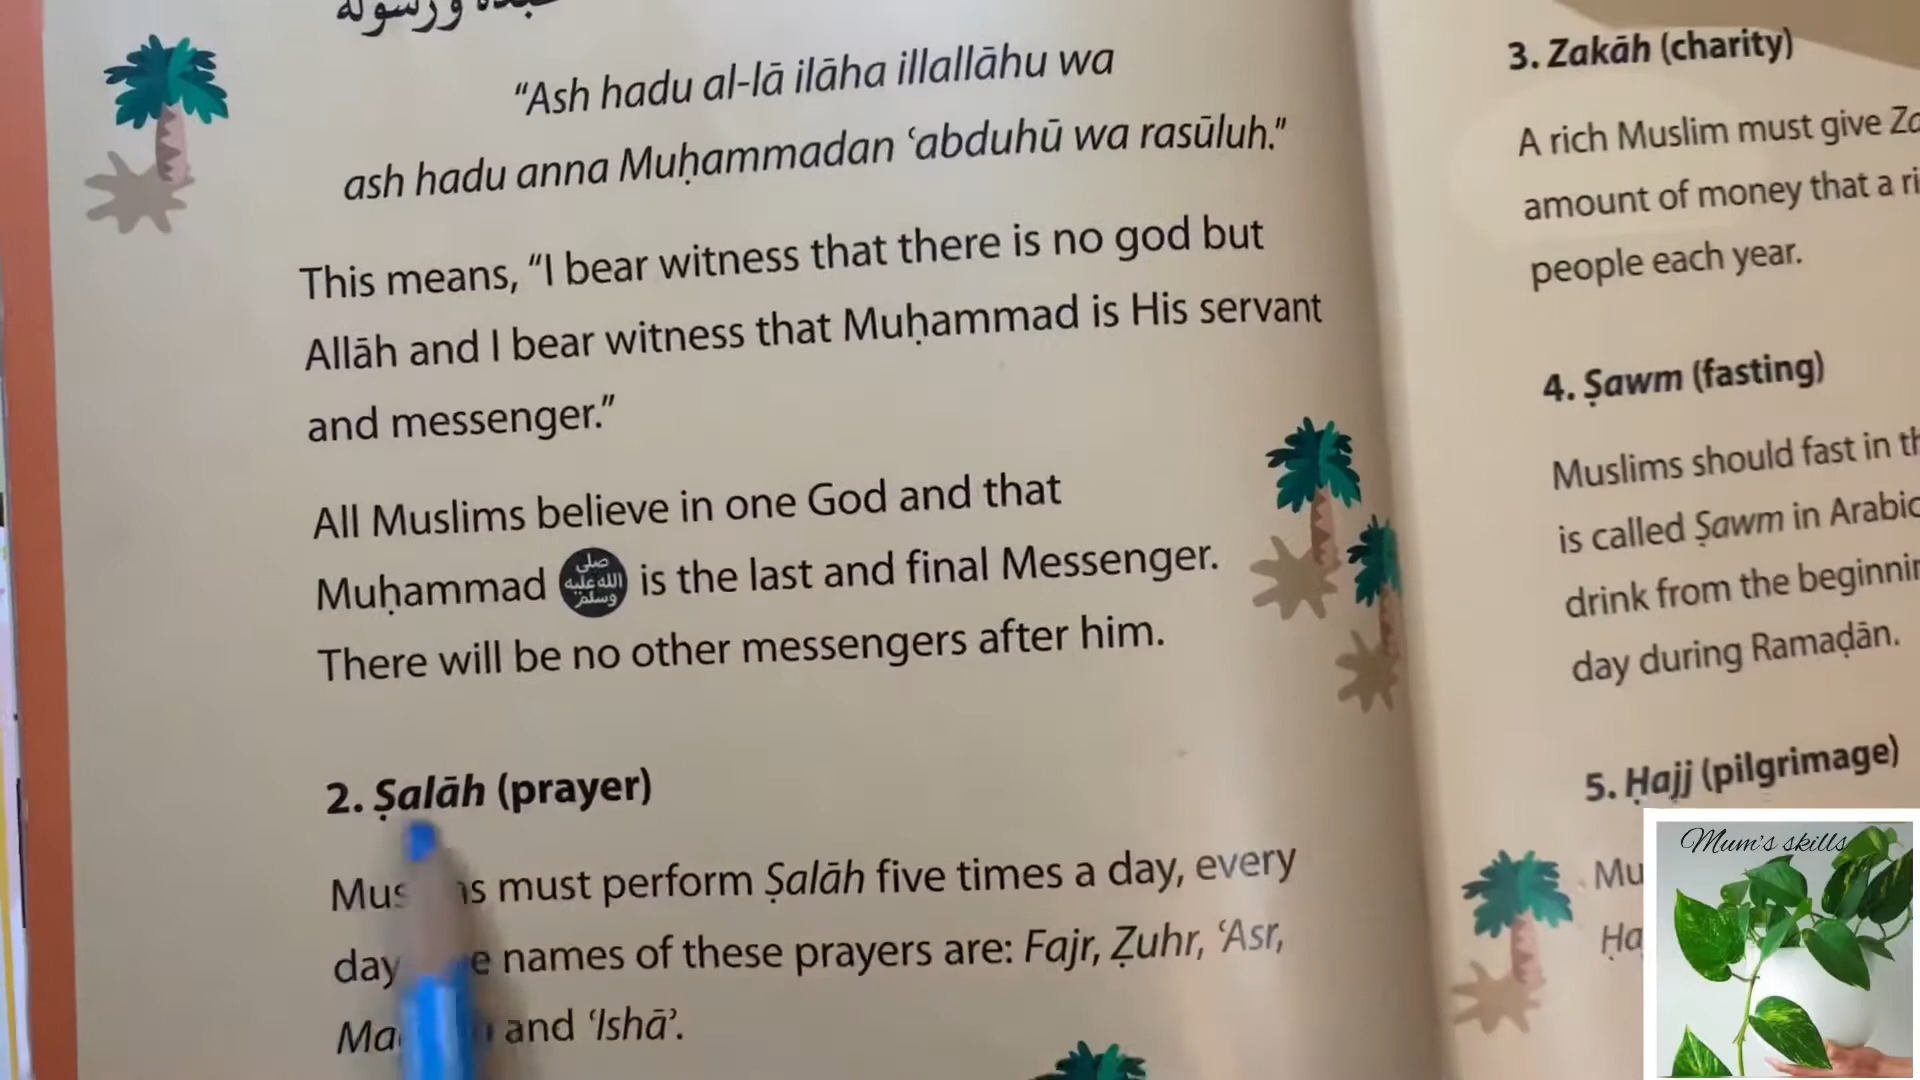 عبده ورسوله
“Ash hadu al-lā ilāha illallāhu wa
ash hadu anna Muḥammadan ‘abduhū wa rasūluh.”
This means, “I bear witness that there is no god but
Allāh and I bear witness that Muḥammad is His servant
and messenger.”
All Muslims believe in one God and that
Muḥammad صلى الله عليه وسلم is the last and final Messenger.
There will be no other messengers after him.
2. Ṣalāh (prayer)
must perform Ṣalāh five times a day, every
day names of these prayers are: Fajr, Ẓuhr, ‘Asr,
and ‘Ishā’.
3. Zakāh (charity)
A rich Muslim must give
amount of money that a
people each year.
4. Ṣawm (fasting)
Muslims should fast in
is called Ṣawm in Arabic
drink from the
day during Ramaḍān.
5. Ḥajj (pilgrimage)
Mum's skills